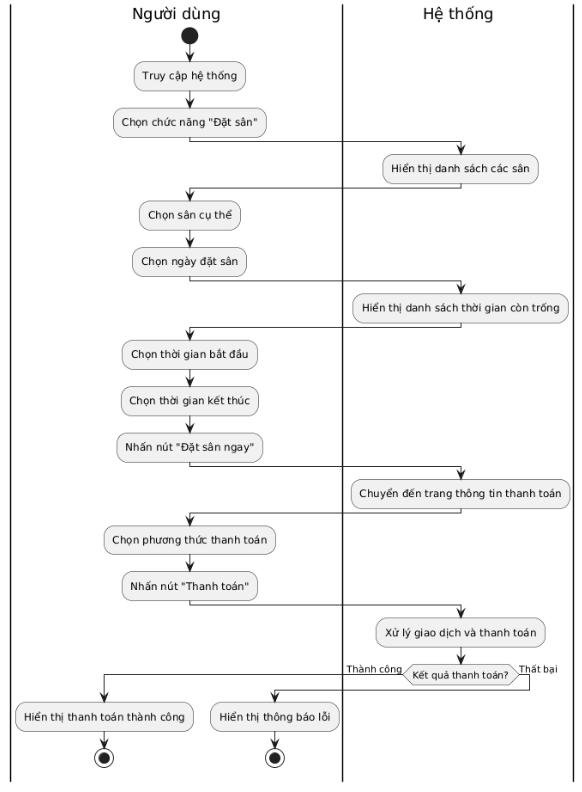 Người dùng
Hệ thống
Truy cập hệ thống
Chọn chức năng "Đặt sân"
Hiển thị danh sách các sân
Chọn sân cụ thể
Chọn ngày đặt sân
Hiển thị danh sách thời gian còn trống
Chọn thời gian bắt đầu
Chọn thời gian kết thúc
Nhấn nút "Đặt sân ngay"
Chuyển đến trang thông tin thanh toán
Chọn phương thức thanh toán
Nhấn nút "Thanh toán"
Xử lý giao dịch và thanh toán
Thành công
Kết quả thanh toán?
Thất bại
Hiển thị thanh toán thành công
Hiển thị thông báo lỗi